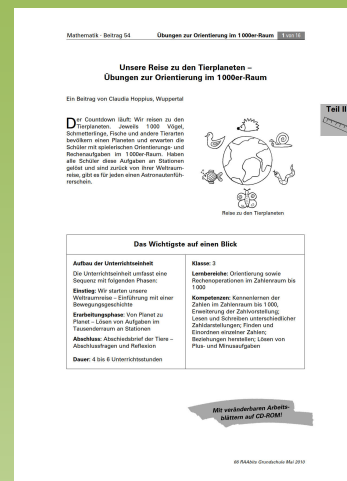 Mathematik · Beitrag 54
Übungen zur Orientierung im 1000er-Raum
1 von 16
Unsere Reise zu den Tierplaneten –
Übungen zur Orientierung im 1000er-Raum
Ein Beitrag von Claudia Hoppius, Wuppertal
Teil II
Der Countdown läuft: Wir reisen zu den
Tierplaneten. Jeweils 1000 Vögel,
Schmetterlinge, Fische und andere Tierarten
bevölkern einen Planeten und erwarten die
Schüler mit spielerischen Orientierungs- und
Rechenaufgaben im 1000er-Raum. Haben
alle Schüler diese Aufgaben an Stationen
gelöst und sind zurück von ihrer Weltraum-
reise, gibt es für jeden einen Astronautenfüh-
rerschein.
Reise zu den Tierplaneten
Das Wichtigste auf einen Blick
Aufbau der Unterrichtseinheit
Die Unterrichtseinheit umfasst eine
Sequenz mit folgenden Phasen:
Einstieg: Wir starten unsere
Weltraumreise – Einführung mit einer
Bewegungsgeschichte
Erarbeitungsphase: Von Planet zu
Planet – Lösen von Aufgaben im
Tausenderraum an Stationen
Abschluss: Abschiedsbrief der Tiere –
Abschlussfragen und Reflexion
Dauer: 4 bis 6 Unterrichtsstunden
Klasse: 3
Lernbereiche: Orientierung sowie
Rechenoperationen im Zahlenraum bis
1000
Kompetenzen: Kennenlernen der
Zahlen im Zahlenraum bis 1000,
Erweiterung der Zahlvorstellung;
Lesen und Schreiben unterschiedlicher
Zahldarstellungen; Finden und
Einordnen einzelner Zahlen;
Beziehungen herstellen; Lösen von
Plus- und Minusaufgaben
Mit veränderbaren Arbeits-
blättern auf CD-ROM!
66 RAAbits Grundschule Mai 2010